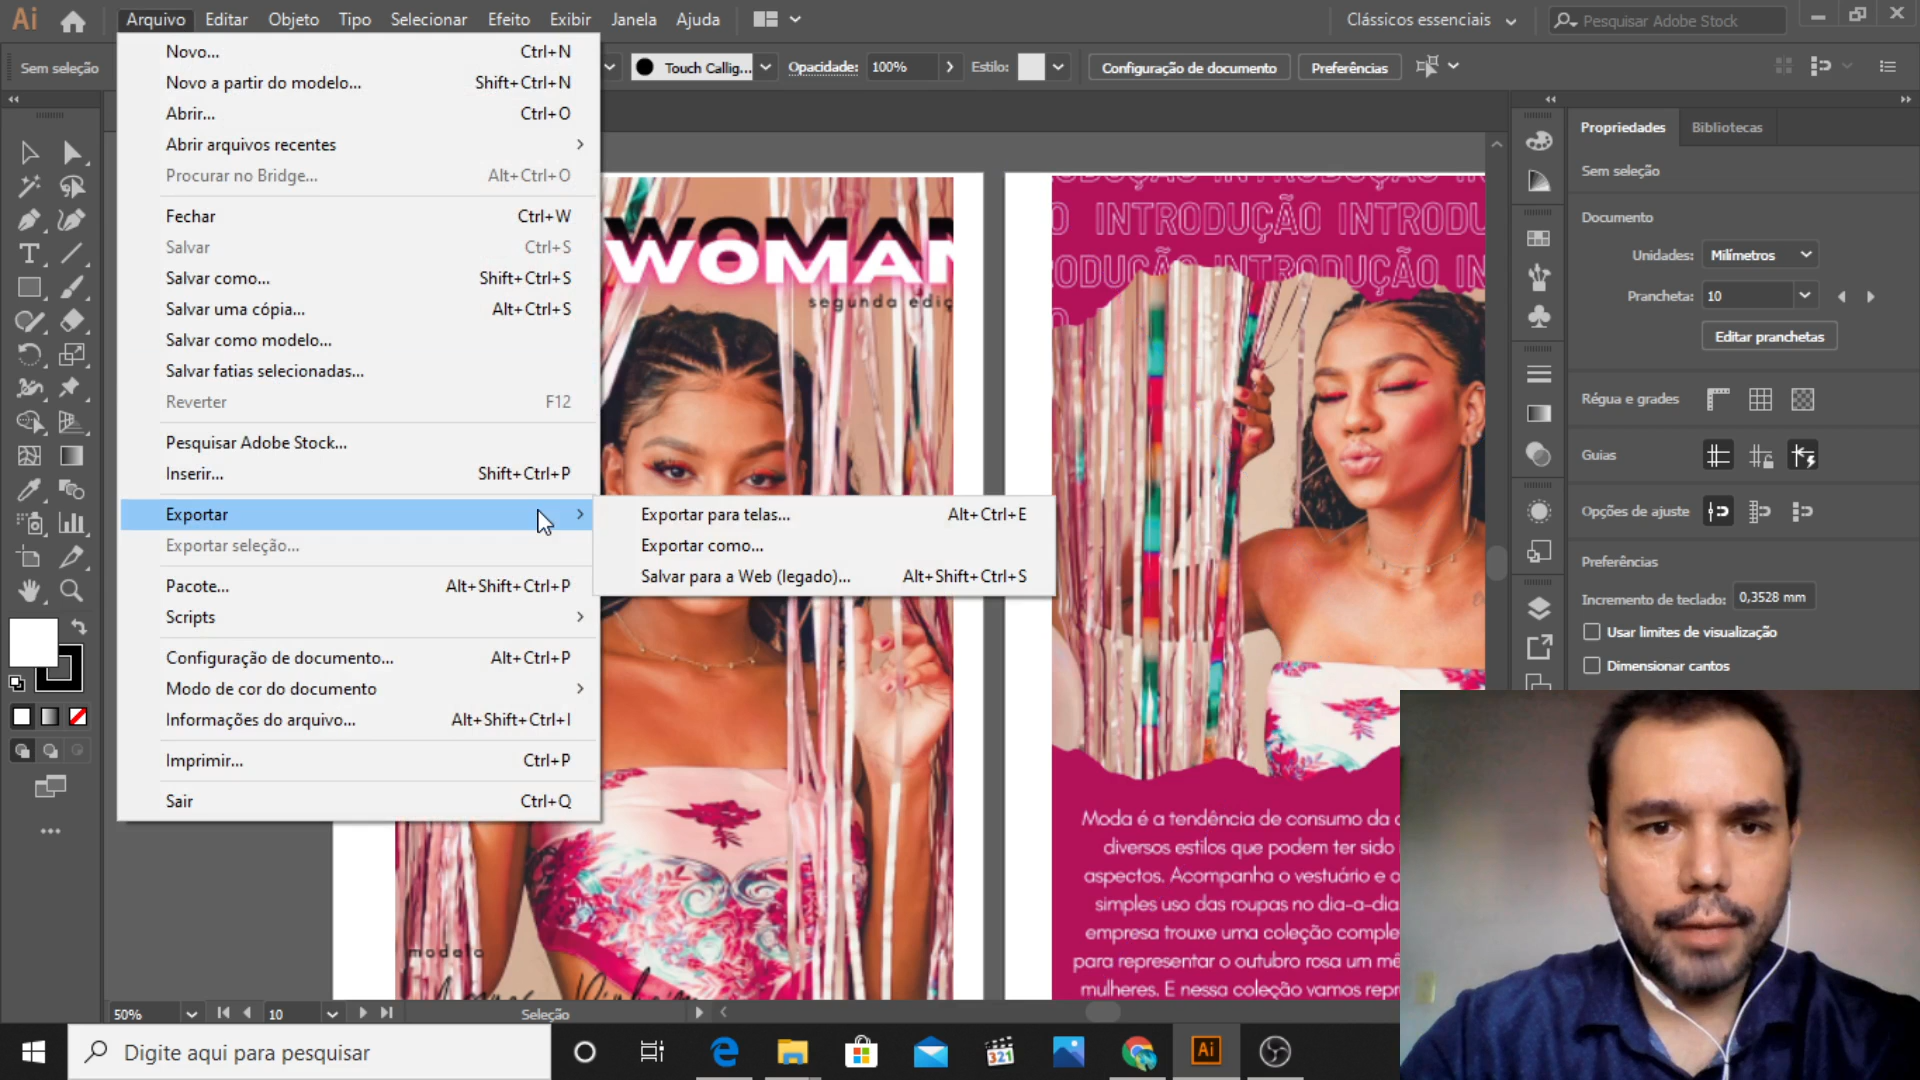 Ai
Arquivo Editar Objeto Tipo Selecionar Efeito Exibir Janela Ajuda
Clássicos essenciais
Pesquisar Adobe Stock
Sem seleção
Touch Callig...
Opacidade: 100%
Estilo:
Configuração de documento
Preferências
Novo... Ctrl+N
Novo a partir do modelo... Shift+Ctrl+N
Abrir... Ctrl+O
Abrir arquivos recentes
Procurar no Bridge... Alt+Ctrl+O
Fechar Ctrl+W
Salvar Ctrl+S
Salvar como... Shift+Ctrl+S
Salvar uma cópia... Alt+Ctrl+S
Salvar como modelo...
Salvar fatias selecionadas...
Reverter F12
Pesquisar Adobe Stock...
Inserir... Shift+Ctrl+P
Exportar
Exportar seleção...
Pacote... Alt+Shift+Ctrl+P
Scripts
Configuração de documento... Alt+Ctrl+P
Modo de cor do documento
Informações do arquivo... Alt+Shift+Ctrl+I
Imprimir... Ctrl+P
Sair Ctrl+Q
Exportar para telas... Alt+Ctrl+E
Exportar como...
Salvar para a Web (legado)... Alt+Shift+Ctrl+S
WOMAN
WOMAN
segunda ediç
modelo
INTRODUÇÃO INTRODU
RODUÇÃO INTRODUÇÃO IN
Moda é a tendência de consumo da
diversos estilos que podem ter sido
aspectos. Acompanha o vestuário e o
simples uso das roupas no dia-a-dia
empresa trouxe uma coleção comple
para representar o outubro rosa um mê
mulheres. E nessa coleção vamos repr
Propriedades Bibliotecas
Sem seleção
Documento
Unidades: Milímetros
Prancheta: 10
Editar pranchetas
Régua e grades
Guias
Opções de ajuste
Preferências
Incremento de teclado: 0,3528 mm
Usar limites de visualização
Dimensionar cantos
50% 10 Seleção
Digite aqui para pesquisar
321
Ai